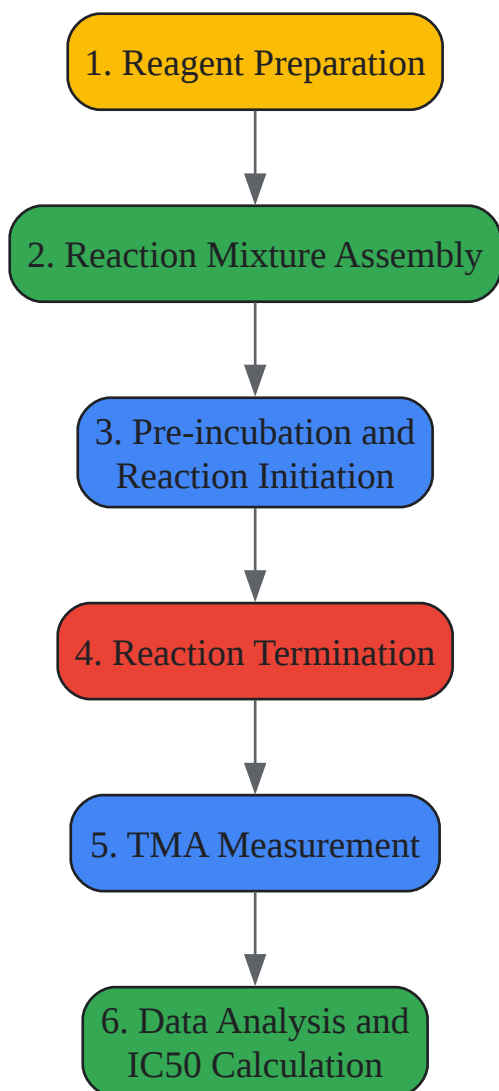 1. Reagent Preparation
2. Reaction Mixture Assembly
3. Pre-incubation and
Reaction Initiation
4. Reaction Termination
5. TMA Measurement
6. Data Analysis and
IC50 Calculation